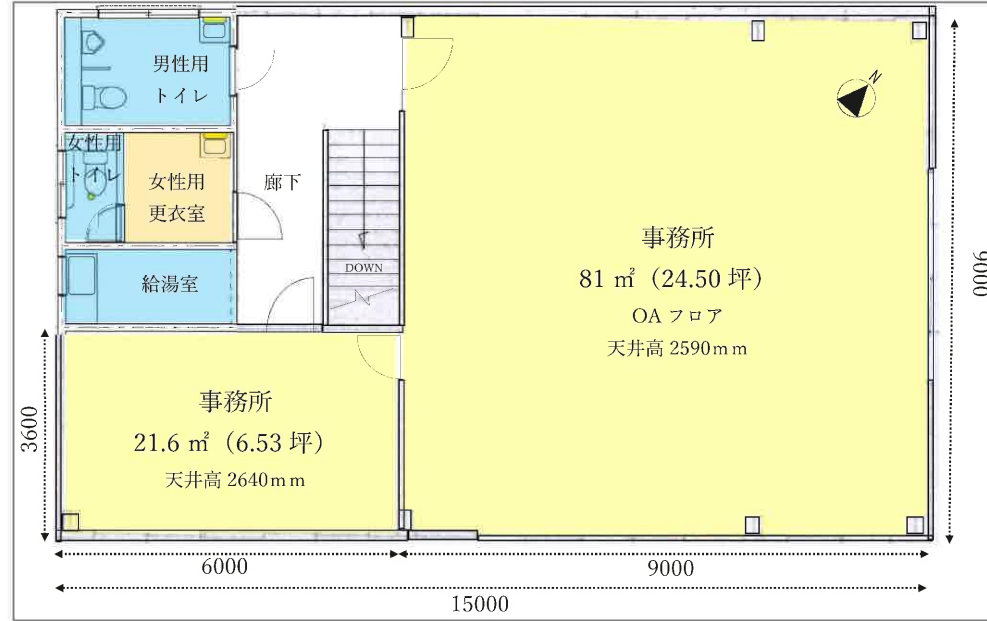 男性用
トイレ
女性用
トイレ
女性用
更衣室
廊下
給湯室
DOWN
N
事務所
81 ㎡（24.50 坪）
OA フロア
天井高 2590mm
9000
事務所
21.6 ㎡（6.53 坪）
天井高 2640mm
3600
6000
9000
15000